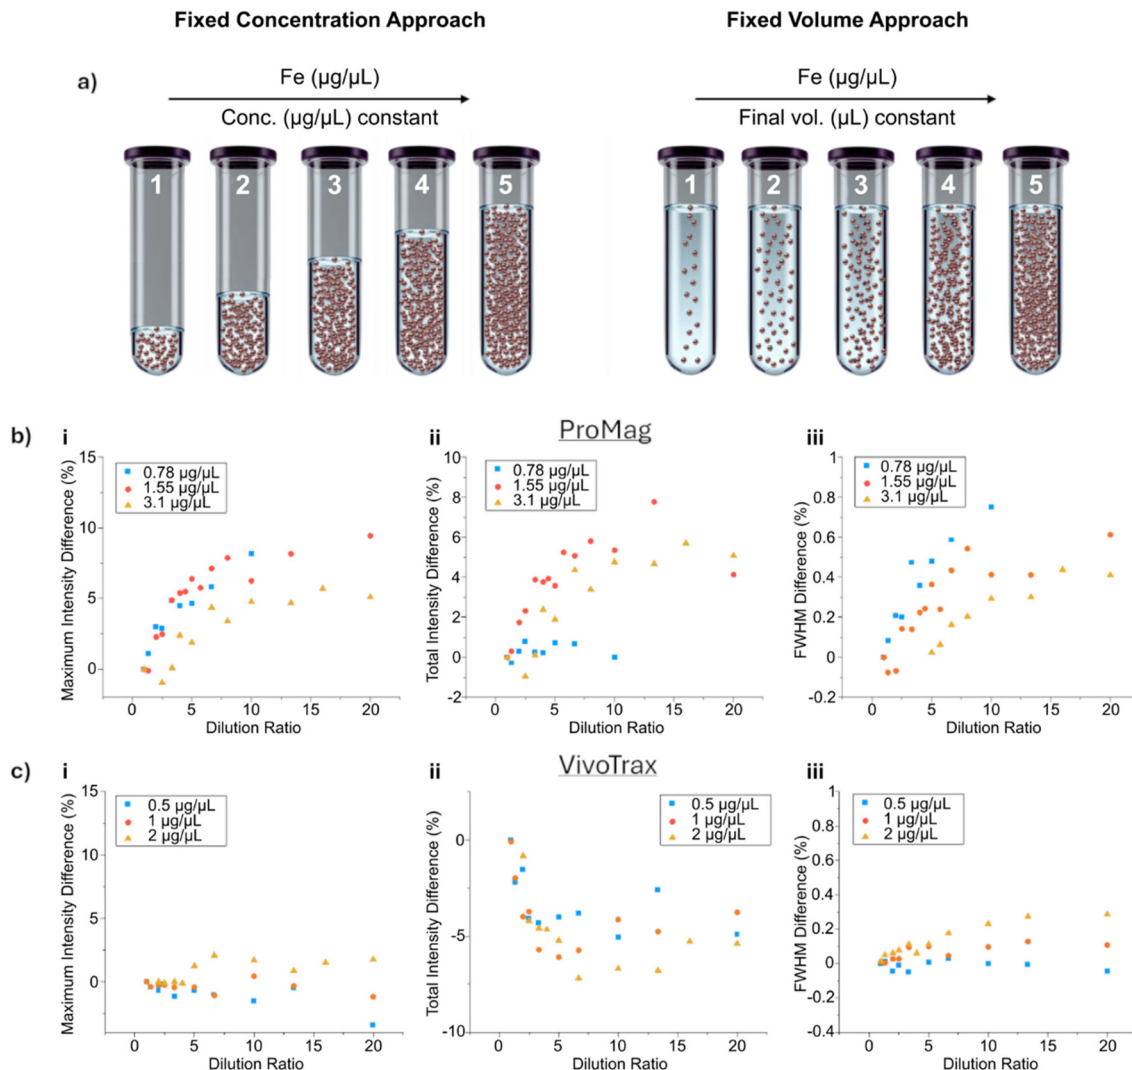 Fixed Concentration Approach
Fixed Volume Approach
a)
Fe (µg/µL)
Conc. (µg/µL) constant
1 2 3 4 5
Fe (µg/µL)
Final vol. (µL) constant
1 2 3 4 5
b)
ProMag
i
Maximum Intensity Difference (%)
15
10
5
0
0.78 µg/µL
1.55 µg/µL
3.1 µg/µL
0 5 10 15 20
Dilution Ratio
ii
Total Intensity Difference (%)
10
8
6
4
2
0
-2
0.78 µg/µL
1.55 µg/µL
3.1 µg/µL
0 5 10 15 20
Dilution Ratio
iii
FWHM Difference (%)
1
0.8
0.6
0.4
0.2
0
-0.2
0.78 µg/µL
1.55 µg/µL
3.1 µg/µL
0 5 10 15 20
Dilution Ratio
c)
VivoTrax
i
Maximum Intensity Difference (%)
15
10
5
0
0.5 µg/µL
1 µg/µL
2 µg/µL
0 5 10 15 20
Dilution Ratio
ii
Total Intensity Difference (%)
0
-5
-10
0.5 µg/µL
1 µg/µL
2 µg/µL
0 5 10 15 20
Dilution Ratio
iii
FWHM Difference (%)
1
0.8
0.6
0.4
0.2
0
-0.2
-0.4
0.5 µg/µL
1 µg/µL
2 µg/µL
0 5 10 15 20
Dilution Ratio